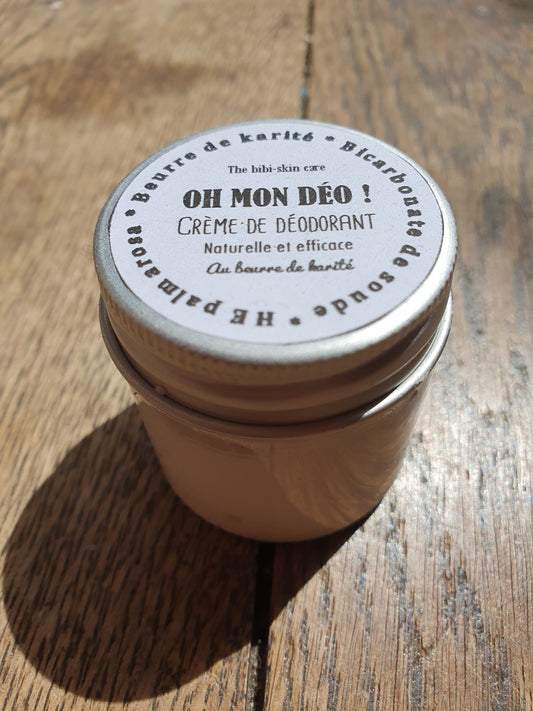 Beurre de karité * Bicarbonate de soude * HE palmarosa *
The bibi-skin care
OH MON DÉO !
CRÈME·DE DÉODORANT
Naturelle et efficace
Au beurre de karité